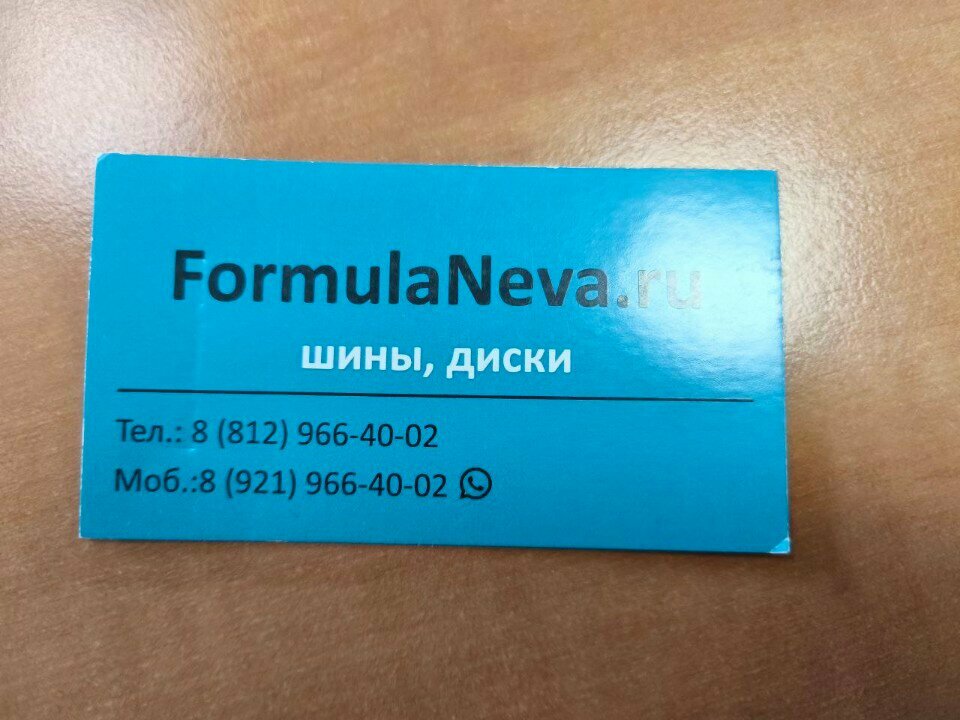 FormulaNeva.ru
шины, диски
Тел.: 8 (812) 966-40-02
Моб.:8 (921) 966-40-02